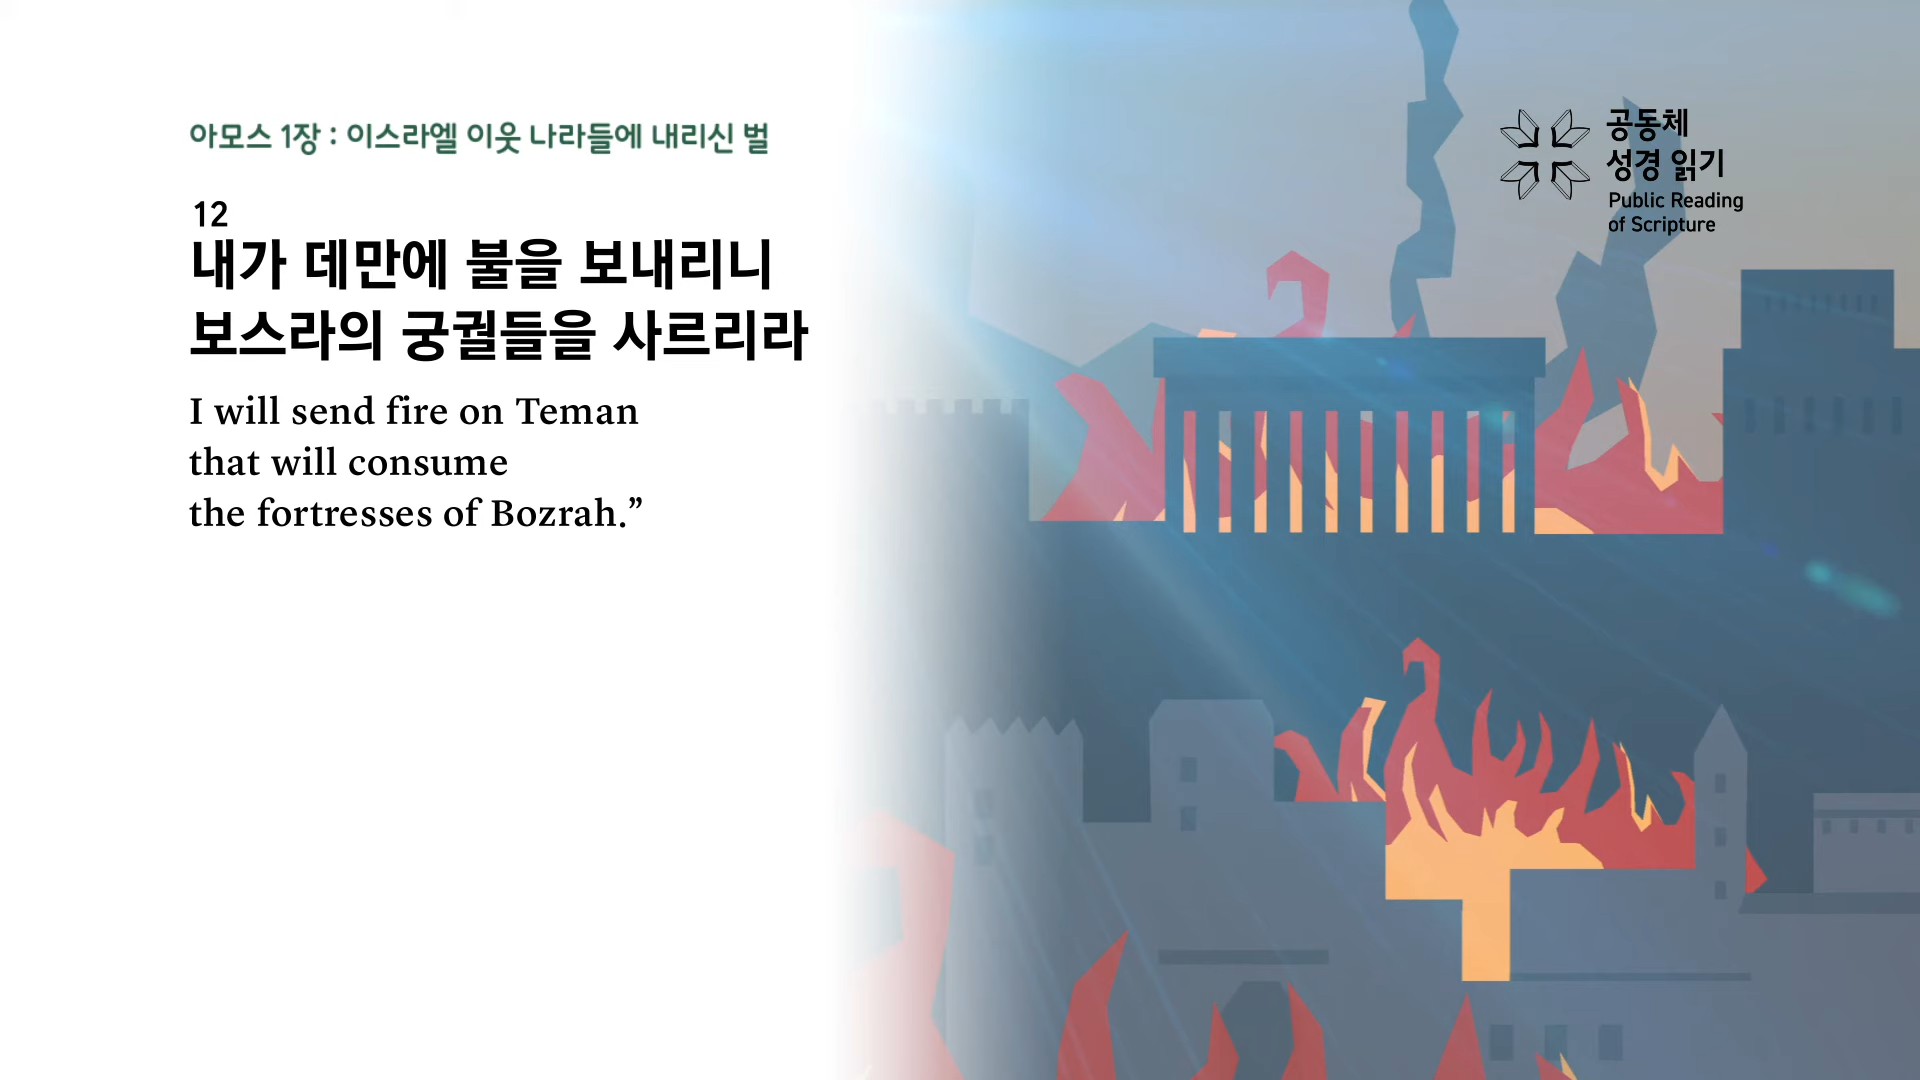 아모스 1장 : 이스라엘 이웃 나라들에 내리신 벌
12
내가 데만에 불을 보내리니
보스라의 궁궐들을 사르리라
I will send fire on Teman
that will consume
the fortresses of Bozrah.”
공동체
성경 읽기
Public Reading
of Scripture